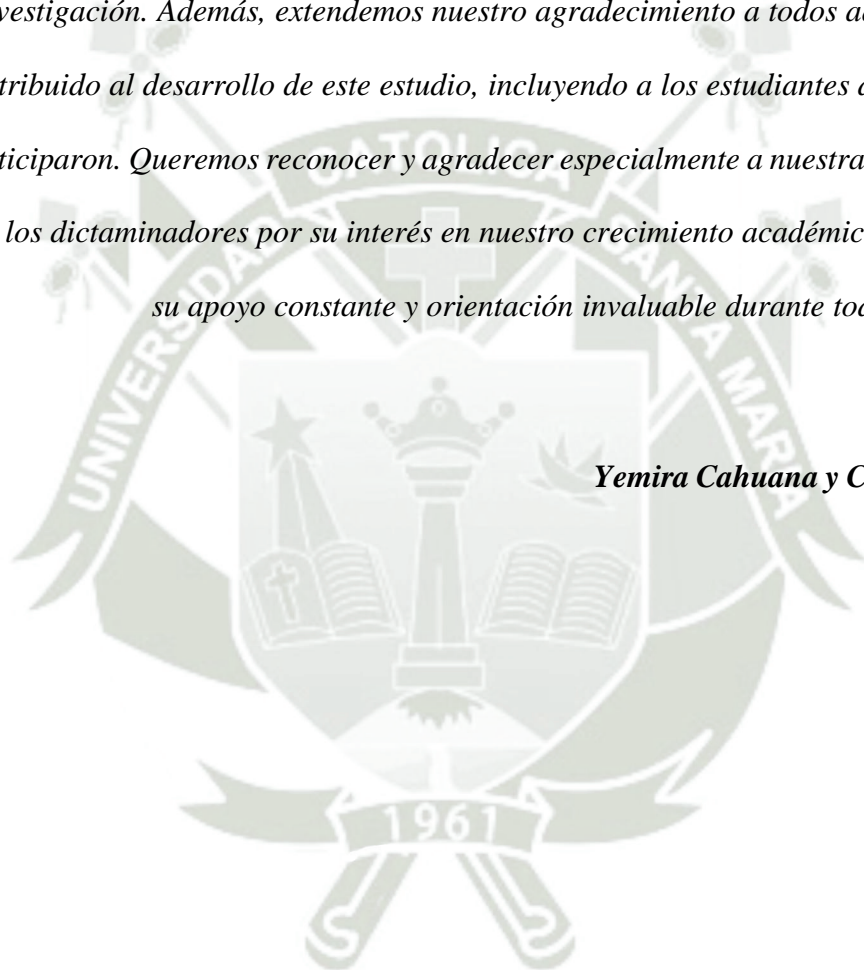 vestigación. Además, extendemos nuestro agradecimiento a todos
tribuido al desarrollo de este estudio, incluyendo a los estudiantes
ticiparon. Queremos reconocer y agradecer especialmente a nuestra
los dictaminadores por su interés en nuestro crecimiento académic
su apoyo constante y orientación invaluable durante
Yemira Cahuana y C
UNIVERSIDAD CATOLICA SANTA MARIA
1961